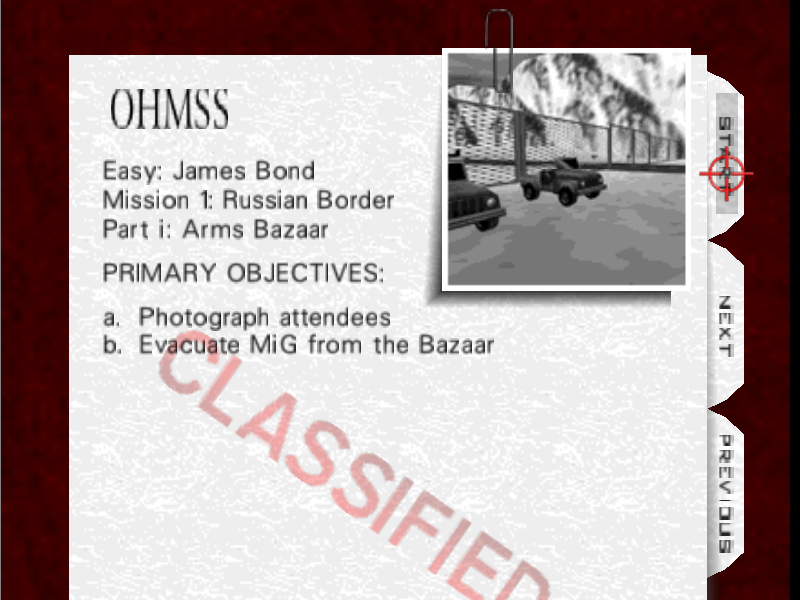 OHMSS
Easy: James Bond
Mission 1: Russian Border
Part i: Arms Bazaar
PRIMARY OBJECTIVES:
a. Photograph attendees
b. Evacuate MiG from the Bazaar
CLASSIFIED
START
NEXT
PREVIOUS